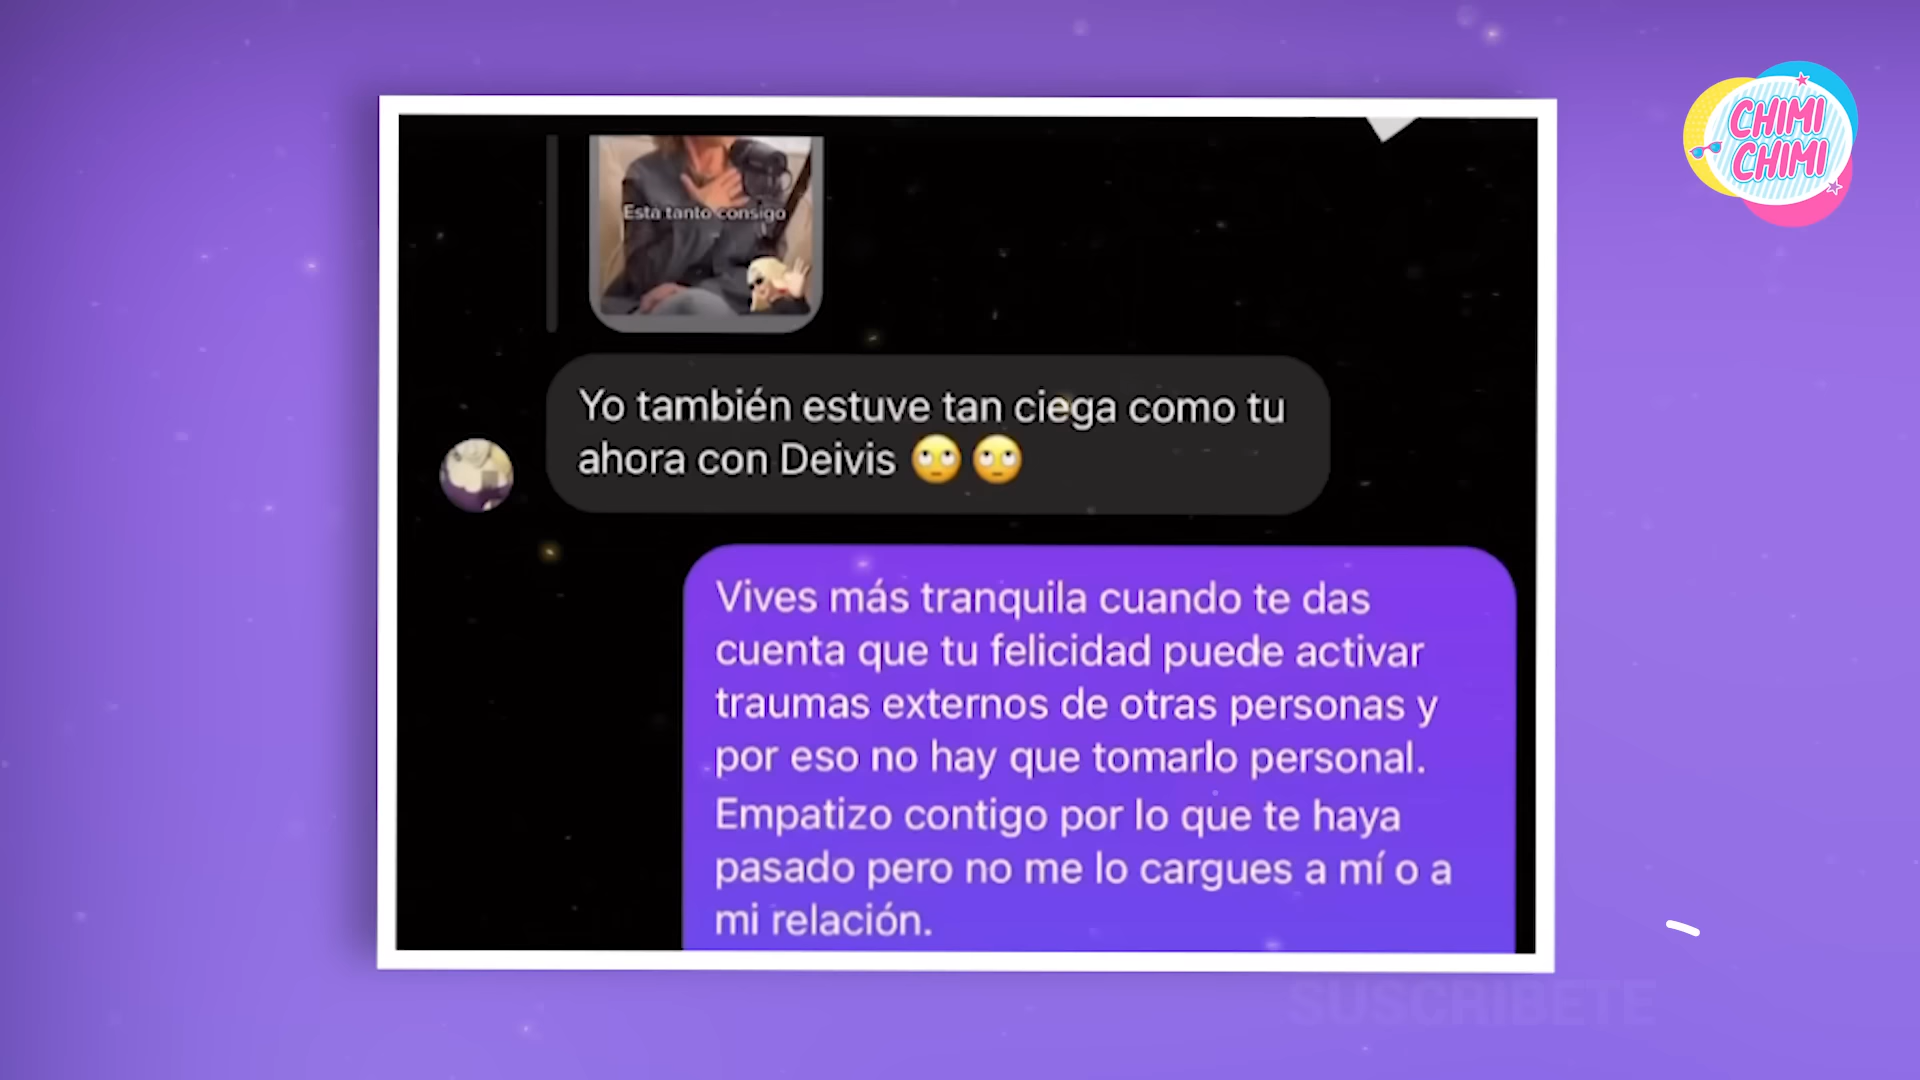 CHIMI
CHIMI
Esta tanto consigo
Yo también estuve tan ciega como tu
ahora con Deivis 🙄🙄
Vives más tranquila cuando te das
cuenta que tu felicidad puede activar
traumas externos de otras personas y
por eso no hay que tomarlo personal.
Empatizo contigo por lo que te haya
pasado pero no me lo cargues a mí o a
mi relación.
SUSCRIBETE